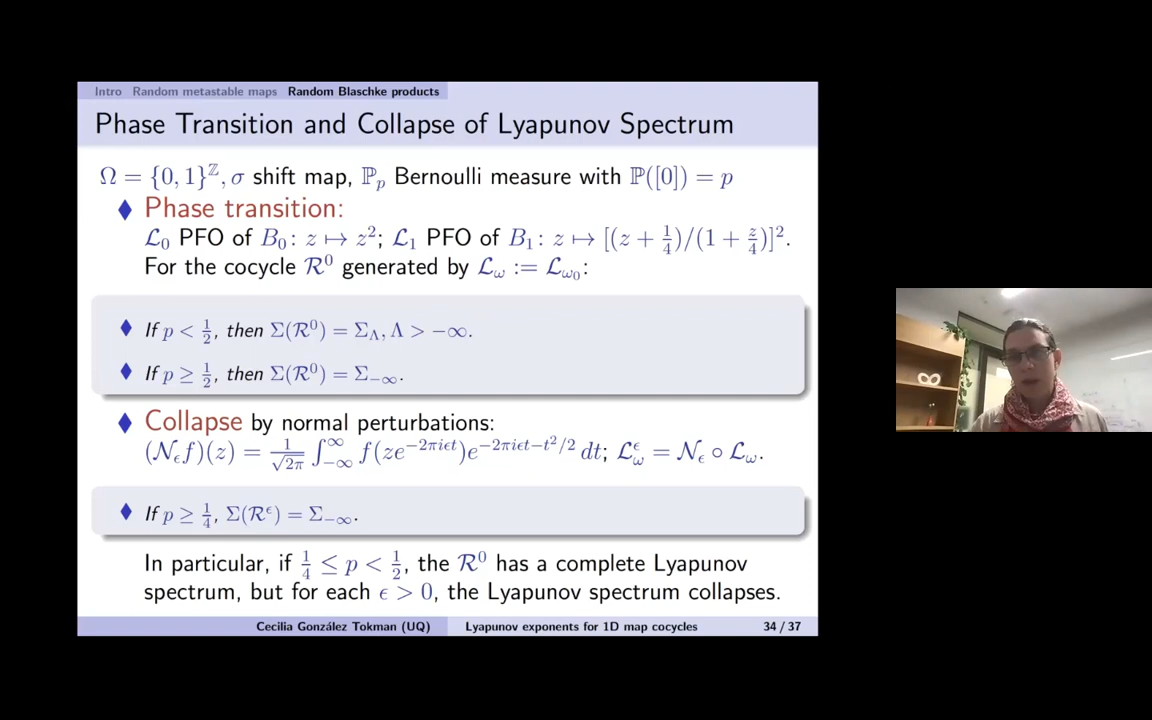 Intro Random metastable maps Random Blaschke products
Phase Transition and Collapse of Lyapunov Spectrum
Ω = {0, 1}^ℤ, σ shift map, ℙ_p Bernoulli measure with ℙ([0]) = p
♦ Phase transition:
ℒ_0 PFO of B_0 : z ↦ z²; ℒ_1 PFO of B_1 : z ↦ [(z + 1/4)/(1 + z/4)]².
For the cocycle ℛ⁰ generated by ℒ_ω := ℒ_{ω_0}:
♦ If p < 1/2, then Σ(ℛ⁰) = Σ_Λ, Λ > −∞.
♦ If p ≥ 1/2, then Σ(ℛ⁰) = Σ_{−∞}.
♦ Collapse by normal perturbations:
(𝒩_ϵ f)(z) = 1/√2π ∫_{−∞}^{∞} f(ze^{−2πiϵt})e^{−2πiϵt−t²/2} dt; ℒ_ω^ϵ = 𝒩_ϵ ∘ ℒ_ω.
♦ If p ≥ 1/4, Σ(ℛ^ϵ) = Σ_{−∞}.
In particular, if 1/4 ≤ p < 1/2, the ℛ⁰ has a complete Lyapunov
spectrum, but for each ϵ > 0, the Lyapunov spectrum collapses.
Cecilia González Tokman (UQ) Lyapunov exponents for 1D map cocycles 34 / 37